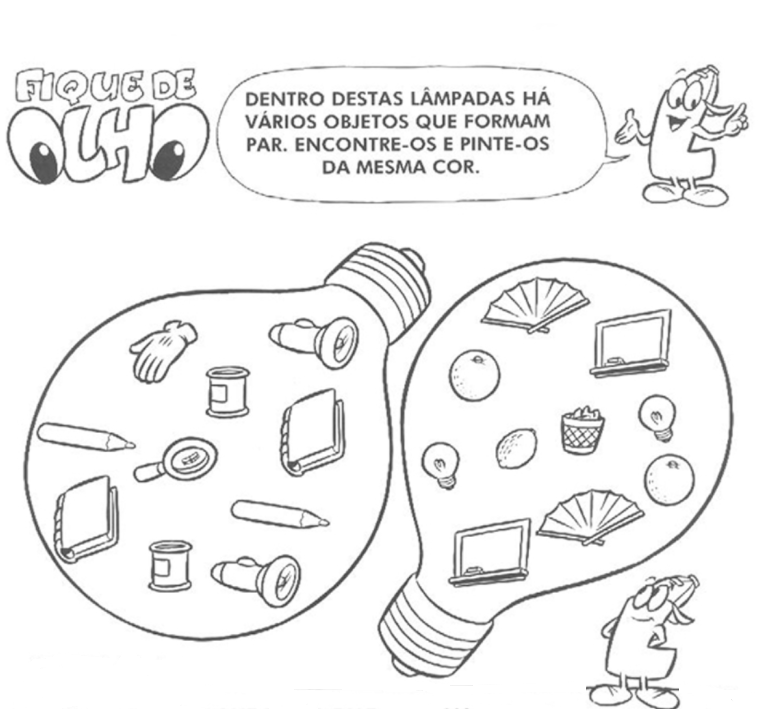 FIQUE DE
OLHO
DENTRO DESTAS LÂMPADAS HÁ
VÁRIOS OBJETOS QUE FORMAM
PAR. ENCONTRE-OS E PINTE-OS
DA MESMA COR.